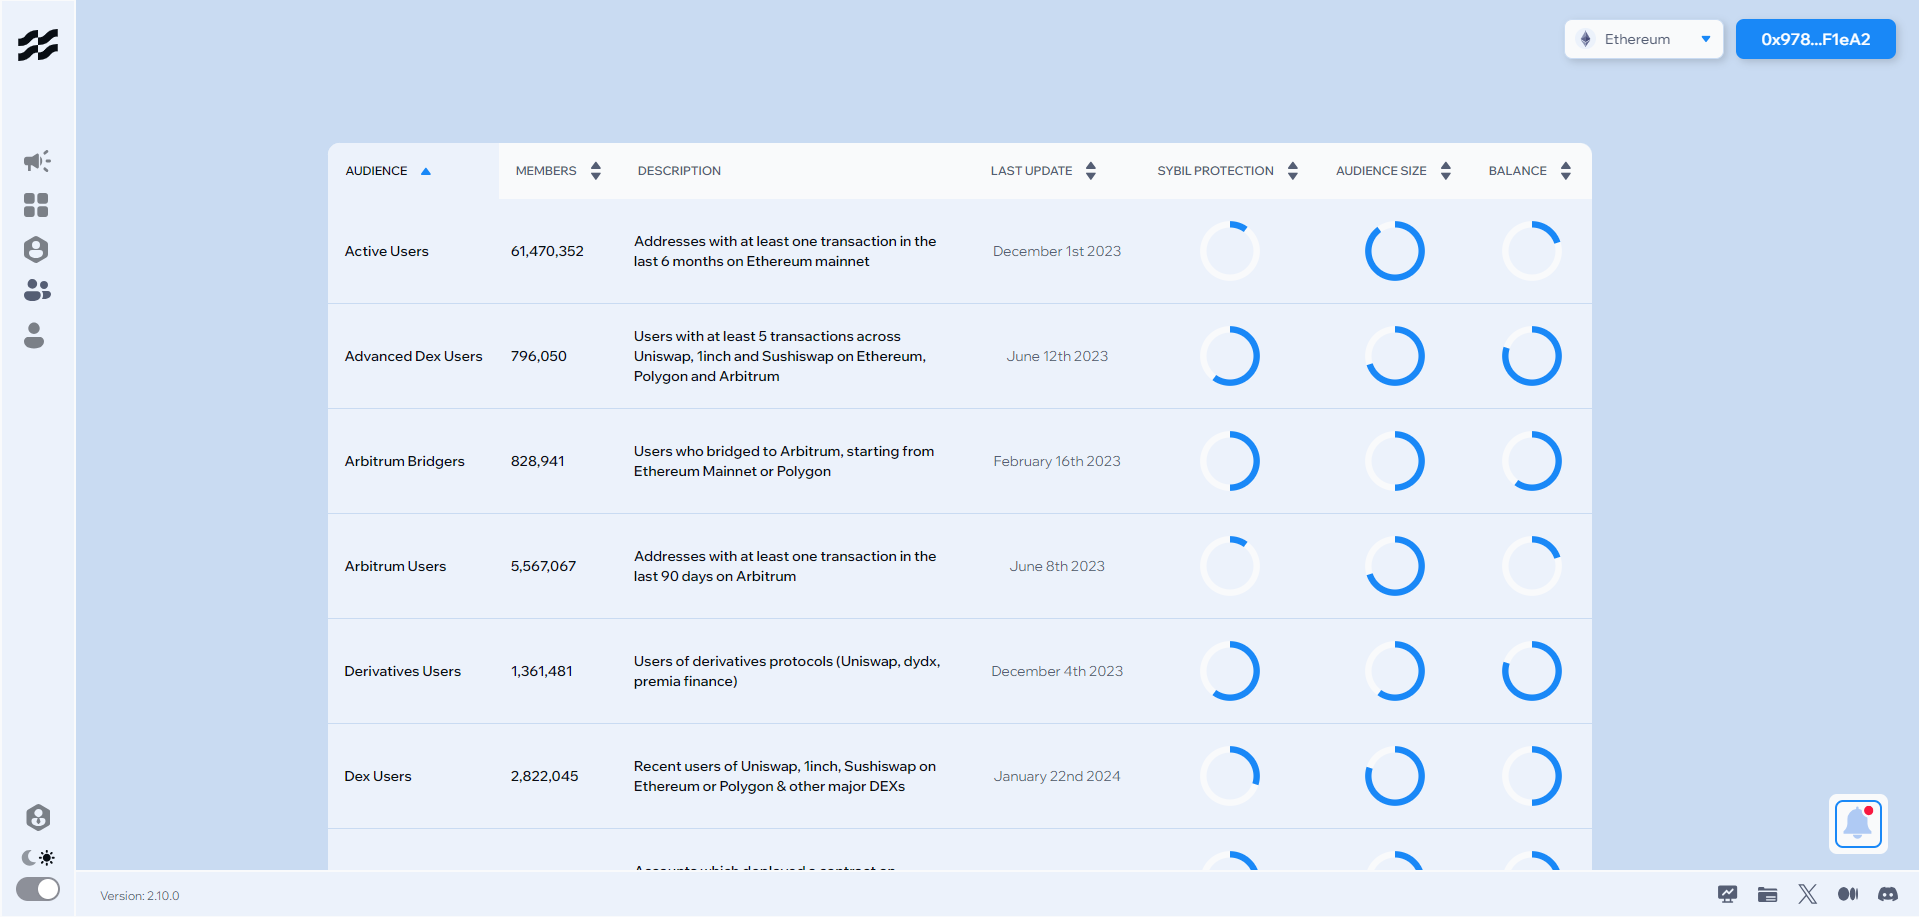 Ethereum
0x978...F1eA2
AUDIENCE
MEMBERS
DESCRIPTION
LAST UPDATE
SYBIL PROTECTION
AUDIENCE SIZE
BALANCE
Active Users
61,470,352
Addresses with at least one transaction in the
last 6 months on Ethereum mainnet
December 1st 2023
Advanced Dex Users
796,050
Users with at least 5 transactions across
Uniswap, 1inch and Sushiswap on Ethereum,
Polygon and Arbitrum
June 12th 2023
Arbitrum Bridgers
828,941
Users who bridged to Arbitrum, starting from
Ethereum Mainnet or Polygon
February 16th 2023
Arbitrum Users
5,567,067
Addresses with at least one transaction in the
last 90 days on Arbitrum
June 8th 2023
Derivatives Users
1,361,481
Users of derivatives protocols (Uniswap, dydx,
premia finance)
December 4th 2023
Dex Users
2,822,045
Recent users of Uniswap, 1inch, Sushiswap on
Ethereum or Polygon & other major DEXs
January 22nd 2024
Accounts which deployed a contract on
Version: 2.10.0